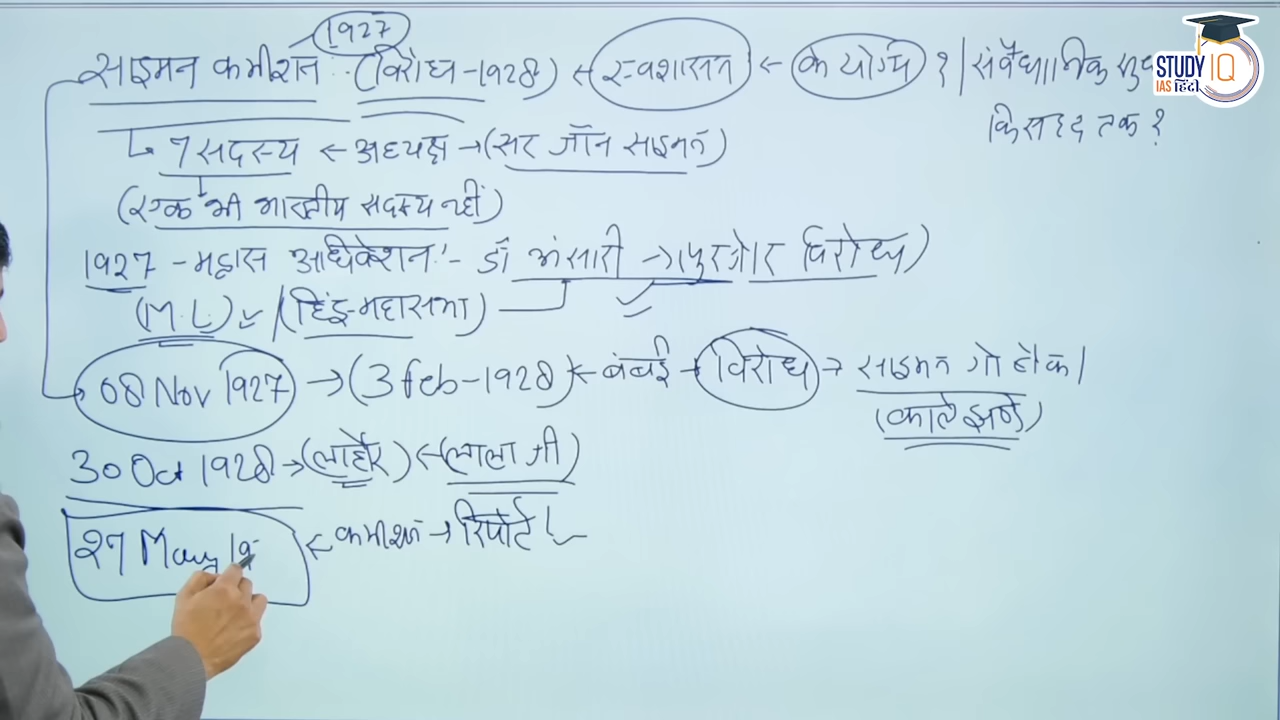 1927
साइमन कमीशन (विरोध-1928) ← स्वशासन ← के योग्य ? | संवैधानिक
किस हद तक ?
7 सदस्य ← अध्यक्ष → (सर जॉन साइमन)
(एक भी भारतीय सदस्य नहीं)
1927 - मद्रास अधिवेशन :- डॉ अंसारी → पुरजोर विरोध)
(M.L.) ✓ / (हिंदू-महासभा) ✓
08 Nov 1927 → (3 Feb-1928) ← बंबई → विरोध → साइमन गो बैक।
(काले झण्डे)
30 Oct 1928 → (लाहौर) ← (लाला जी)
27 May 19 ← कमीशन → रिपोर्ट। ✓
STUDY IQ
IAS हिंदी